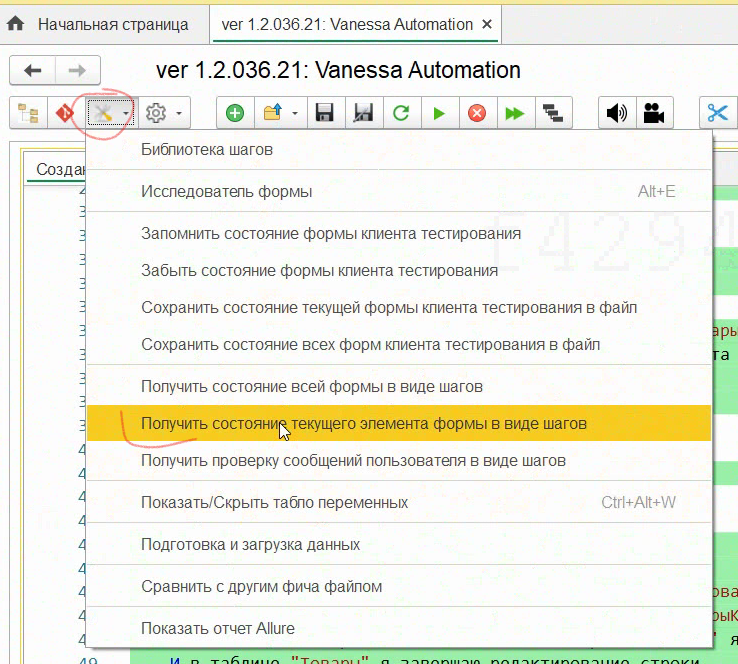 Начальная страница
ver 1.2.036.21: Vanessa Automation ×
ver 1.2.036.21: Vanessa Automation
Библиотека шагов
Исследователь формы Alt+E
Запомнить состояние формы клиента тестирования
Забыть состояние формы клиента тестирования
Сохранить состояние текущей формы клиента тестирования в файл
Сохранить состояние всех форм клиента тестирования в файл
Получить состояние всей формы в виде шагов
Получить состояние текущего элемента формы в виде шагов
Получить проверку сообщений пользователя в виде шагов
Показать/Скрыть табло переменных Ctrl+Alt+W
Подготовка и загрузка данных
Сравнить с другим фича файлом
Показать отчет Allure
И в таблице "Товары" я завершаю редактирование строки